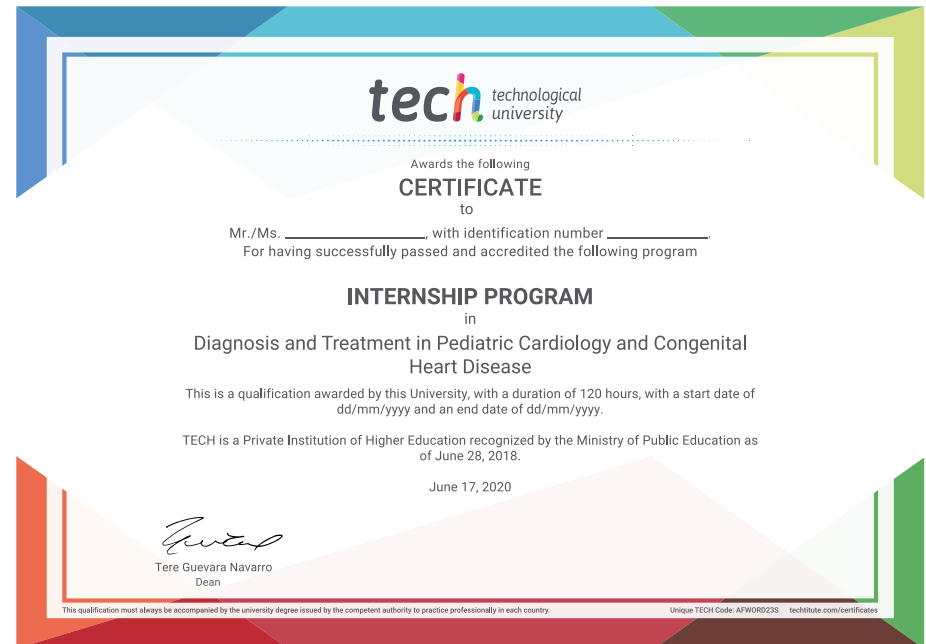 tech technological
university
Awards the following
CERTIFICATE
to
Mr./Ms. ____________________, with identification number ______________.
For having successfully passed and accredited the following program
INTERNSHIP PROGRAM
in
Diagnosis and Treatment in Pediatric Cardiology and Congenital
Heart Disease
This is a qualification awarded by this University, with a duration of 120 hours, with a start date of
dd/mm/yyyy and an end date of dd/mm/yyyy.
TECH is a Private Institution of Higher Education recognized by the Ministry of Public Education as
of June 28, 2018.
June 17, 2020
Tere Guevara Navarro
Dean
This qualification must always be accompanied by the university degree issued by the competent authority to practice professionally in each country.
Unique TECH Code: AFWORD23S techtitute.com/certificates